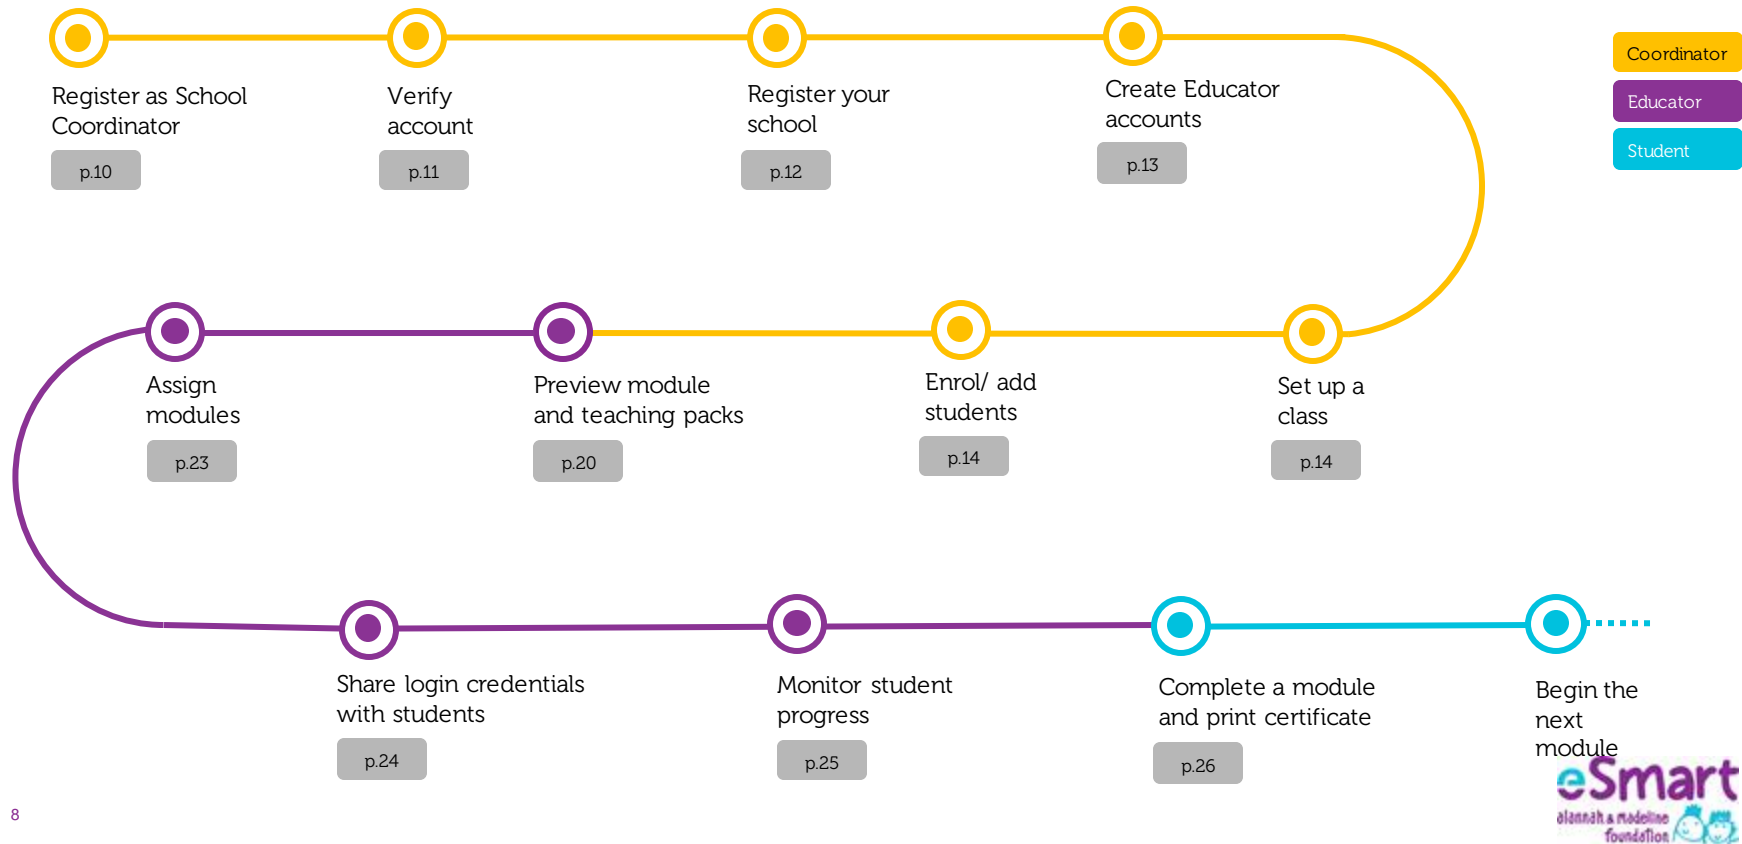 Register as School
Coordinator
p.10
Verify
account
p.11
Register your
school
p.12
Create Educator
accounts
p.13
Coordinator
Educator
Student
Assign
modules
p.23
Preview module
and teaching packs
p.20
Enrol/ add
students
p.14
Set up a
class
p.14
Share login credentials
with students
p.24
Monitor student
progress
p.25
Complete a module
and print certificate
p.26
Begin the
next
module
eSmart
alannah & madeline
foundation
8